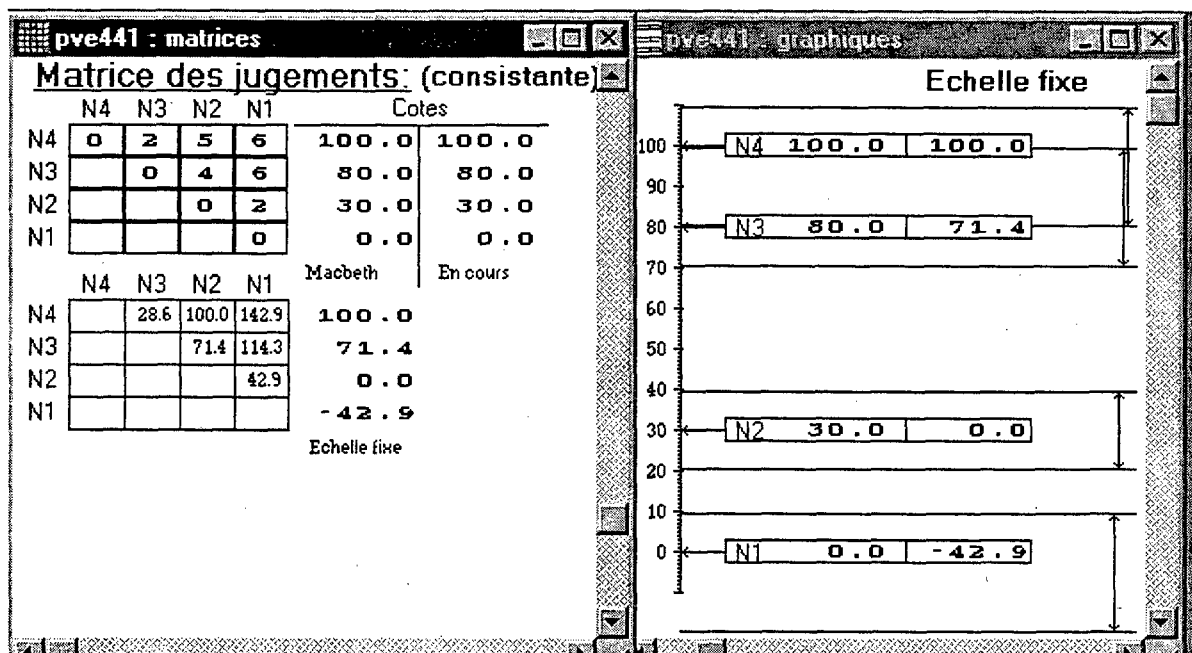 pve441 : matrices
Matrice des jugements: (consistante)
N4 N3 N2 N1 Cotes
N4 0 2 5 6 100.0 100.0
N3 0 4 6 80.0 80.0
N2 0 2 30.0 30.0
N1 0 0.0 0.0
Macbeth En cours
N4 N3 N2 N1
N4 28.6 100.0 142.9 100.0
N3 71.4 114.3 71.4
N2 42.9 0.0
N1 -42.9
Echelle fixe
pve441 : graphiques
Echelle fixe
100 N4 100.0 100.0
90
80 N3 80.0 71.4
70
60
50
40
30 N2 30.0 0.0
20
10
0 N1 0.0 -42.9